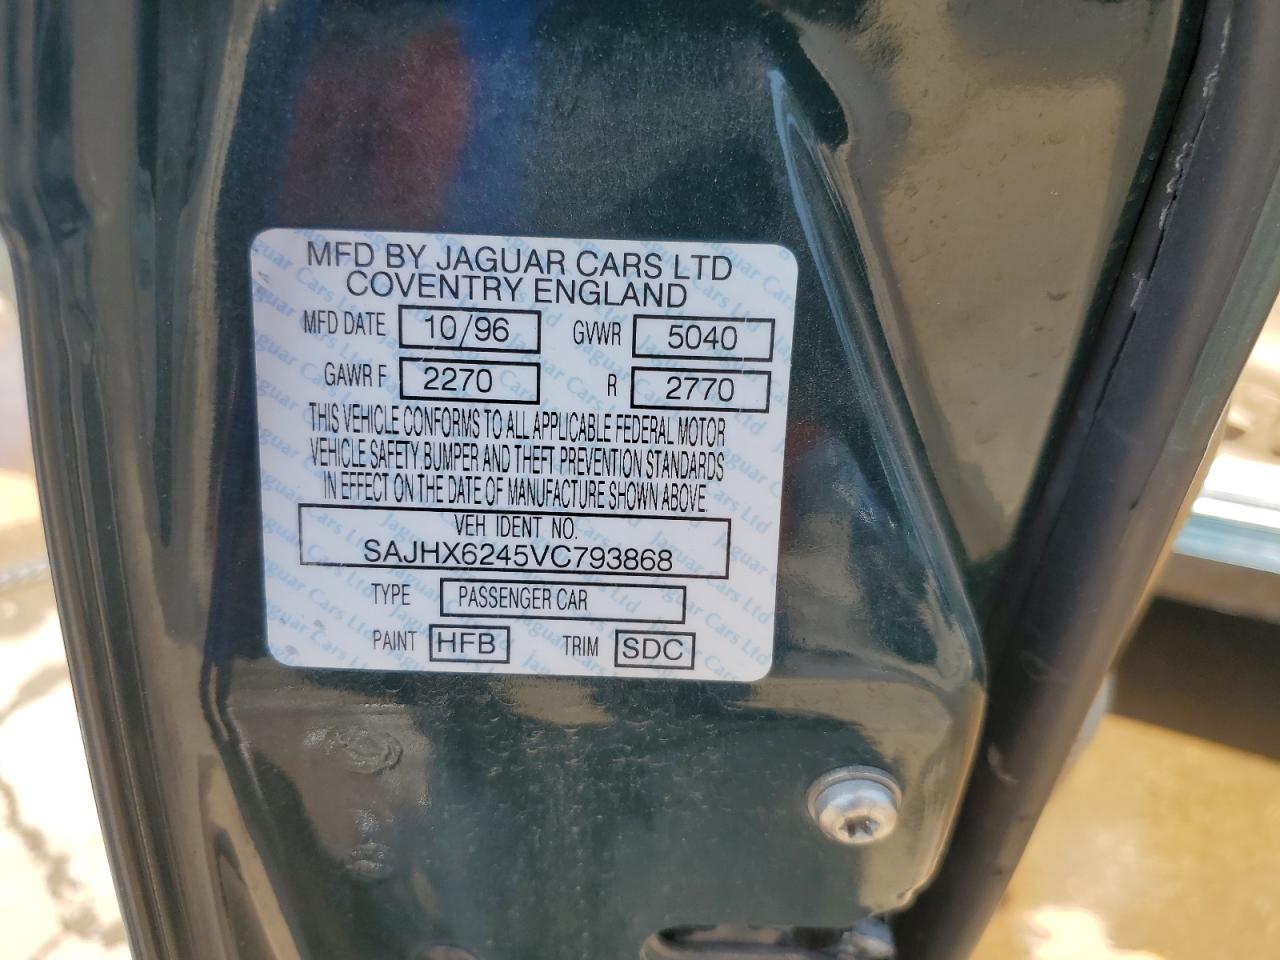 MFD BY JAGUAR CARS LTD
COVENTRY ENGLAND
MFD DATE 10/96 GVWR 5040
GAWR F 2270 R 2770
THIS VEHICLE CONFORMS TO ALL APPLICABLE FEDERAL MOTOR
VEHICLE SAFETY, BUMPER AND THEFT PREVENTION STANDARDS
IN EFFECT ON THE DATE OF MANUFACTURE SHOWN ABOVE.
VEH IDENT NO.
SAJHX6245VC793868
TYPE PASSENGER CAR
PAINT HFB TRIM SDC